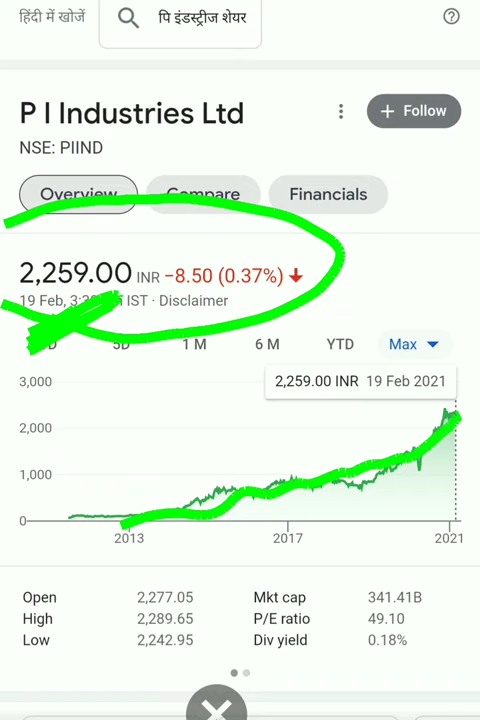 हिंदी में खोजें
पि इंडस्ट्रीज शेयर
P I Industries Ltd
+ Follow
NSE: PIIND
Overview
Compare
Financials
2,259.00 INR −8.50 (0.37%)
19 Feb, IST · Disclaimer
5D
1 M
6 M
YTD
Max
2,259.00 INR 19 Feb 2021
3,000
2,000
1,000
0
2013
2017
2021
Open 2,277.05
Mkt cap 341.41B
High 2,289.65
P/E ratio 49.10
Low 2,242.95
Div yield 0.18%